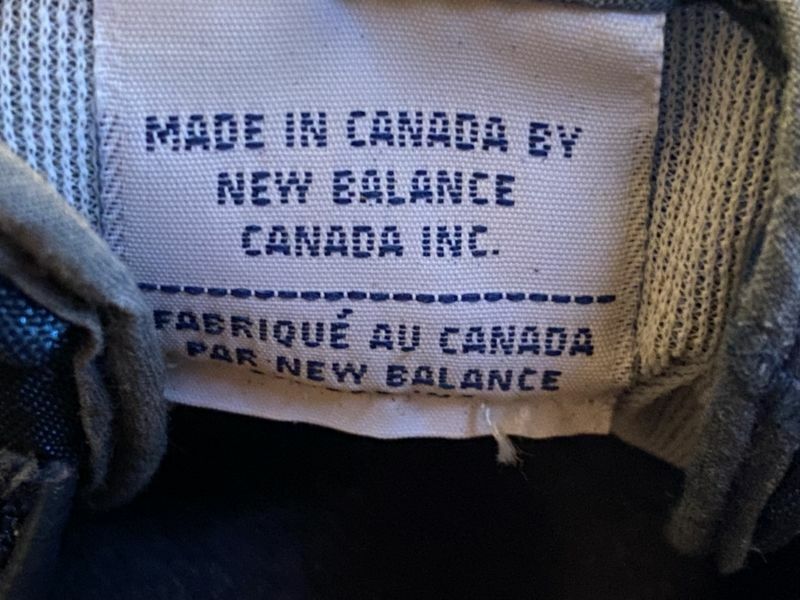 MADE IN CANADA BY
NEW BALANCE
CANADA INC.
FABRIQUÉ AU CANADA
PAR NEW BALANCE